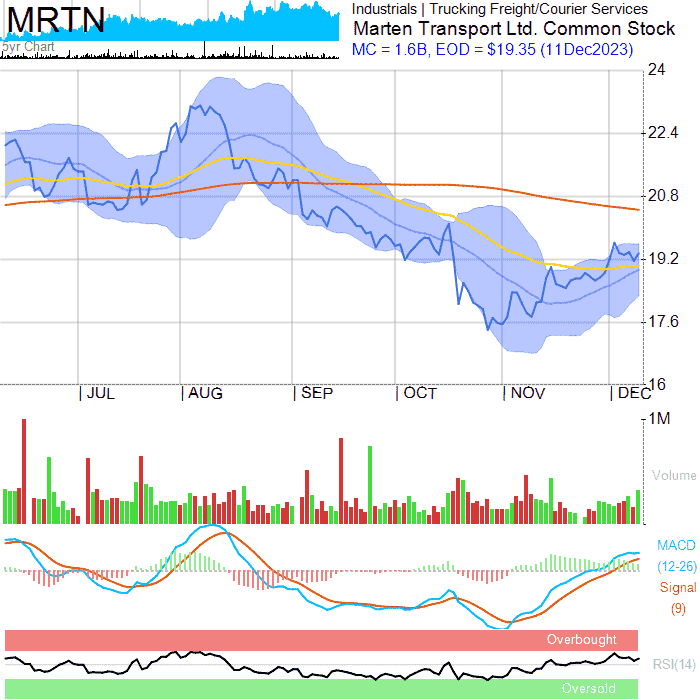 MRTN
5yr Chart
Industrials | Trucking Freight/Courier Services
Marten Transport Ltd. Common Stock
MC = 1.6B, EOD = $19.35 (11Dec2023)
24
22.4
20.8
19.2
17.6
16
| JUL | AUG | SEP | OCT | NOV | DEC
1M
Volume
MACD
(12-26)
Signal
(9)
Overbought
RSI(14)
Oversold